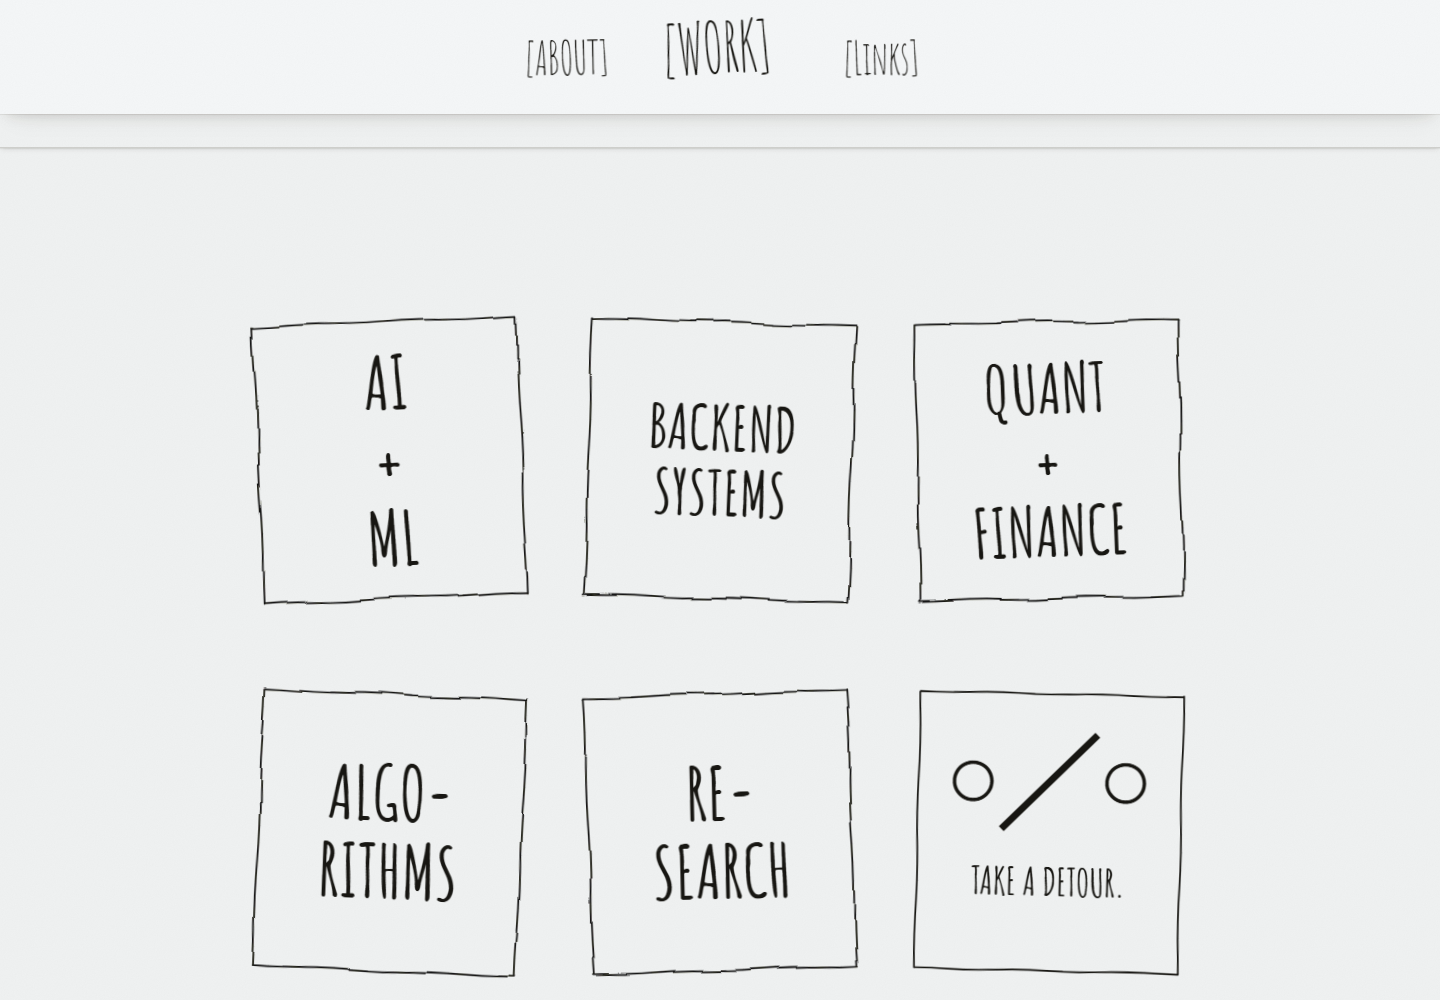 [ABOUT] [WORK] [LINKS]
AI
+
ML
BACKEND
SYSTEMS
QUANT
+
FINANCE
ALGO-
RITHMS
RE-
SEARCH
TAKE A DETOUR.